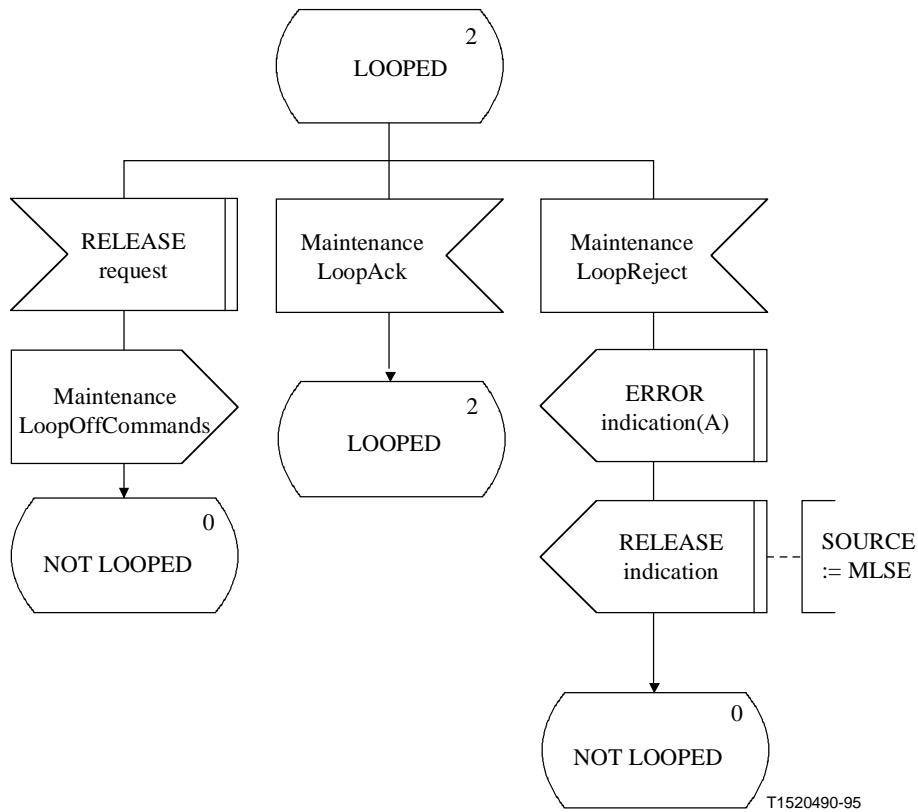 2
LOOPED
RELEASE
request
Maintenance
LoopAck
Maintenance
LoopReject
Maintenance
LoopOffCommands
2
LOOPED
ERROR
indication(A)
0
NOT LOOPED
RELEASE
indication
SOURCE
:= MLSE
0
NOT LOOPED
T1520490-95